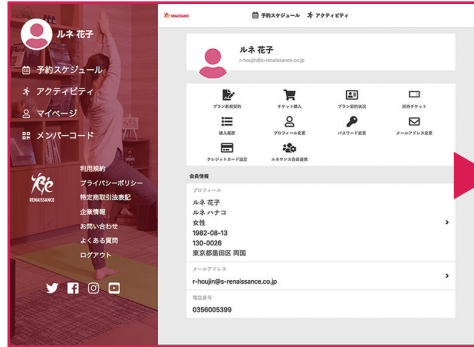 ルネ 花子
予約スケジュール
アクティビティ
マイページ
メンバーコード
RENAISSANCE
利用規約
プライバシーポリシー
特定商取引法表記
企業情報
お問い合わせ
よくある質問
ログアウト
RENAISSANCE
予約スケジュール アクティビティ
ルネ 花子
r-houjin@s-renaissance.co.jp
プラン新規契約 チケット購入 プラン契約状況 所持チケット
購入履歴 プロフィール変更 パスワード変更 メールアドレス変更
クレジットカード設定 ルネサンス会員連携
会員情報
プロフィール
ルネ 花子
ルネ ハナコ
女性
1982-08-13
130-0026
東京都墨田区 両国
メールアドレス
r-houjin@s-renaissance.co.jp
電話番号
0356005399